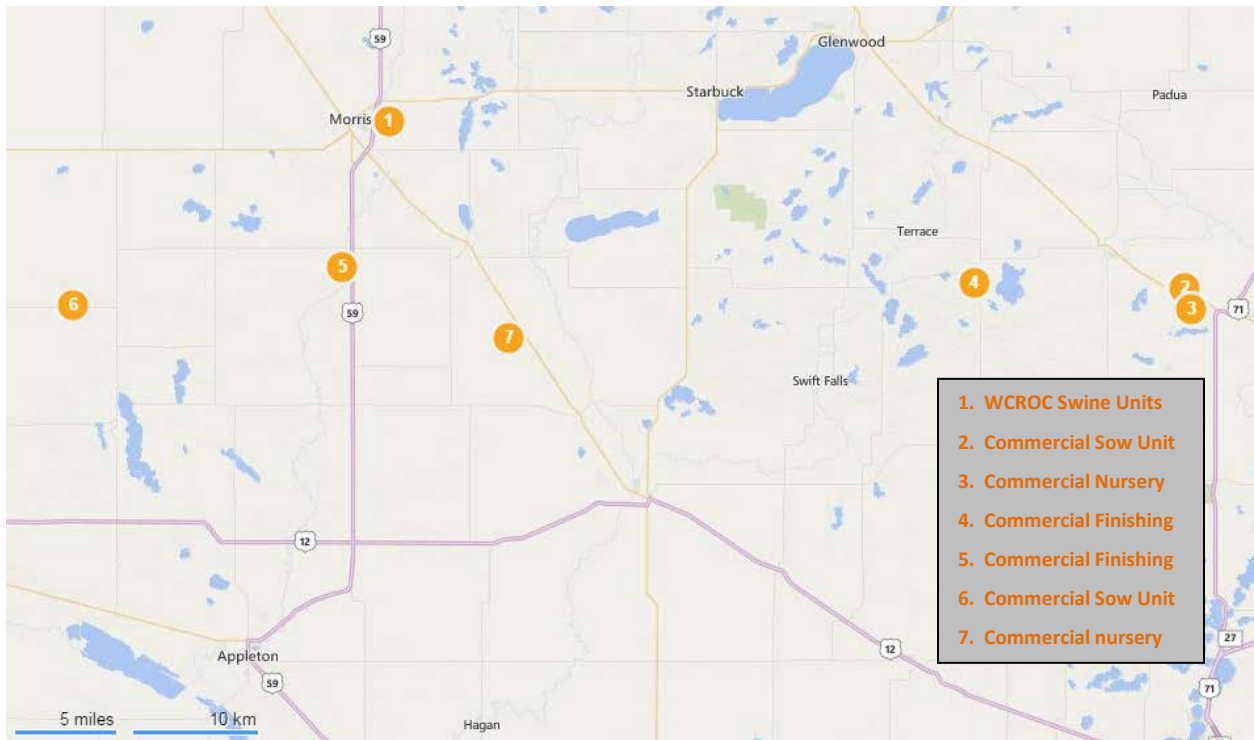 59
Glenwood
Starbuck
Padua
Morris
1
Terrace
5
4
6
2
3
59
71
7
Swift Falls
1. WCROC Swine Units
2. Commercial Sow Unit
3. Commercial Nursery
4. Commercial Finishing
5. Commercial Finishing
6. Commercial Sow Unit
7. Commercial nursery
12
27
12
Appleton
59
71
5 miles
10 km
Hagan